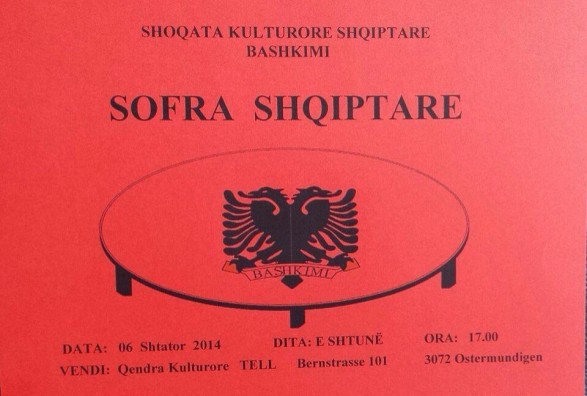 SHOQATA KULTURORE SHQIPTARE
BASHKIMI
SOFRA SHQIPTARE
BASHKIMI
DATA: 06 Shtator 2014 DITA: E SHTUNË ORA: 17.00
VENDI: Qendra Kulturore TELL Bernstrasse 101 3072 Ostermundigen